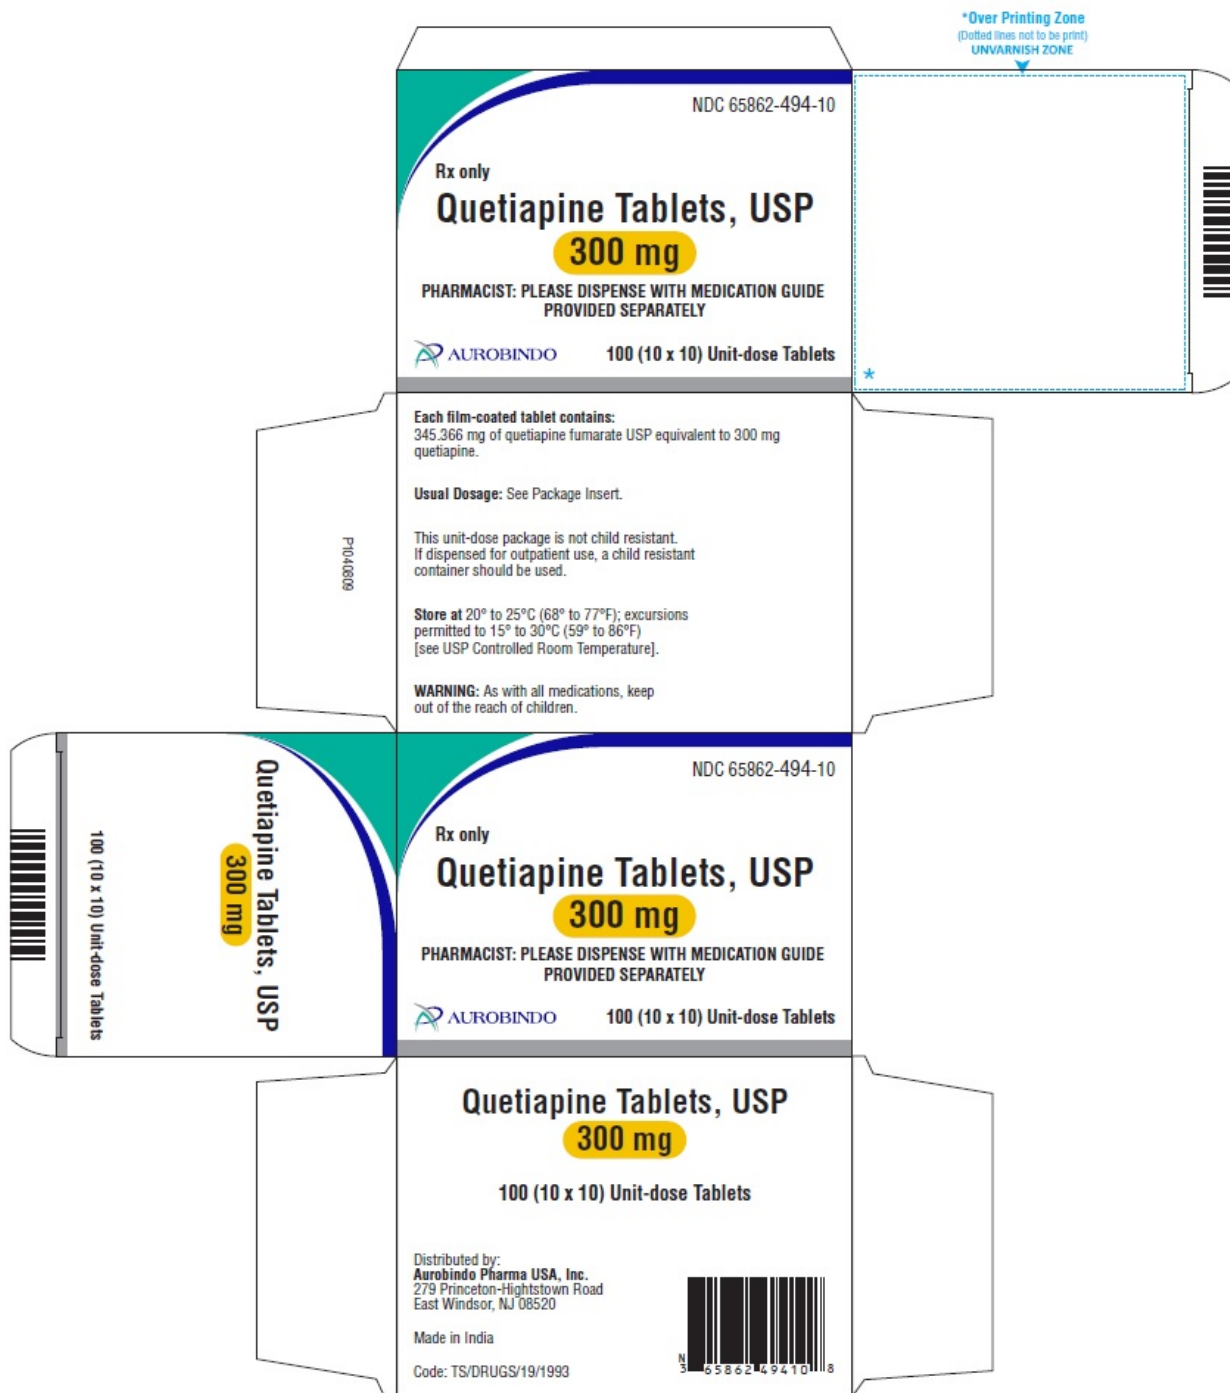 *Over Printing Zone
(Dotted lines not to be print)
UNVARNISH ZONE
NDC 65862-494-10
Rx only
Quetiapine Tablets, USP
300 mg
PHARMACIST: PLEASE DISPENSE WITH MEDICATION GUIDE
PROVIDED SEPARATELY
AUROBINDO
100 (10 x 10) Unit-dose Tablets
*
Each film-coated tablet contains:
345.366 mg of quetiapine fumarate USP equivalent to 300 mg
quetiapine.
Usual Dosage: See Package Insert.
This unit-dose package is not child resistant.
If dispensed for outpatient use, a child resistant
container should be used.
Store at 20° to 25°C (68° to 77°F); excursions
permitted to 15° to 30°C (59° to 86°F)
[see USP Controlled Room Temperature].
WARNING: As with all medications, keep
out of the reach of children.
P1040809
Quetiapine Tablets, USP
300 mg
100 (10 x 10) Unit-dose Tablets
NDC 65862-494-10
Rx only
Quetiapine Tablets, USP
300 mg
PHARMACIST: PLEASE DISPENSE WITH MEDICATION GUIDE
PROVIDED SEPARATELY
AUROBINDO
100 (10 x 10) Unit-dose Tablets
Quetiapine Tablets, USP
300 mg
100 (10 x 10) Unit-dose Tablets
Distributed by:
Aurobindo Pharma USA, Inc.
279 Princeton-Hightstown Road
East Windsor, NJ 08520
Made in India
Code: TS/DRUGS/19/1993
N
3 65862 49410 8